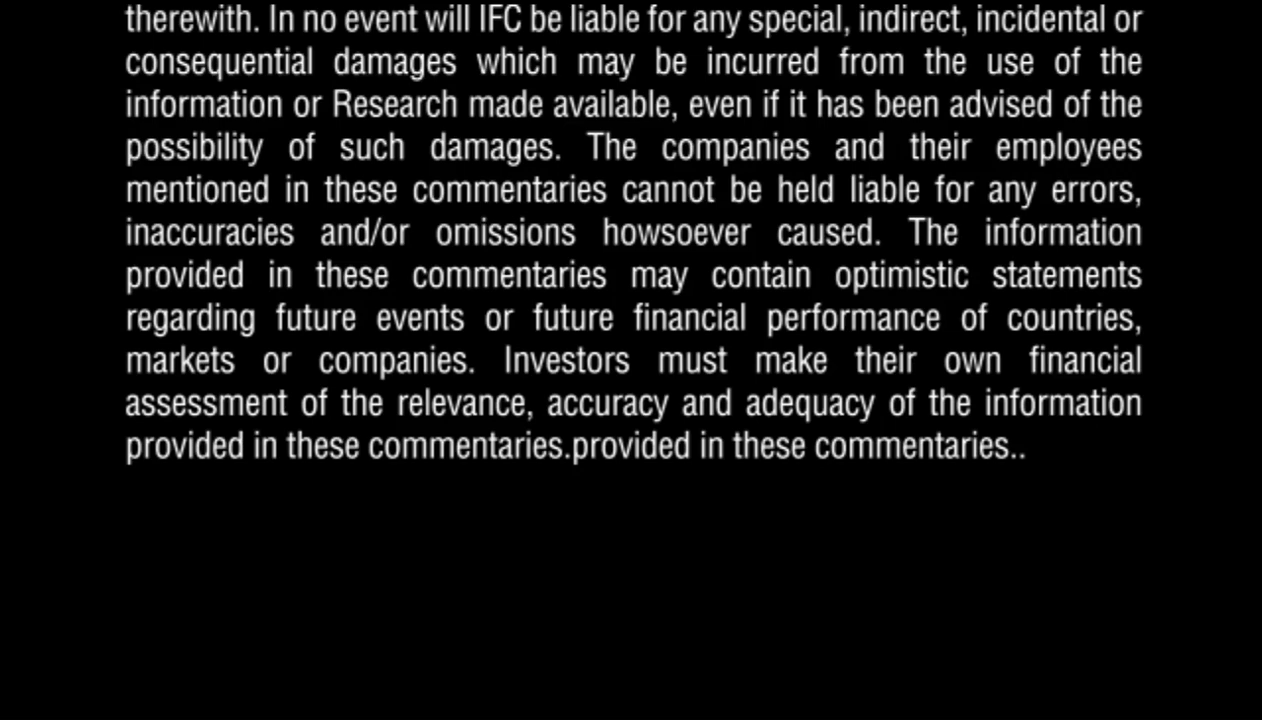 therewith. In no event will IFC be liable for any special, indirect, incidental or
consequential damages which may be incurred from the use of the
information or Research made available, even if it has been advised of the
possibility of such damages. The companies and their employees
mentioned in these commentaries cannot be held liable for any errors,
inaccuracies and/or omissions howsoever caused. The information
provided in these commentaries may contain optimistic statements
regarding future events or future financial performance of countries,
markets or companies. Investors must make their own financial
assessment of the relevance, accuracy and adequacy of the information
provided in these commentaries.provided in these commentaries..